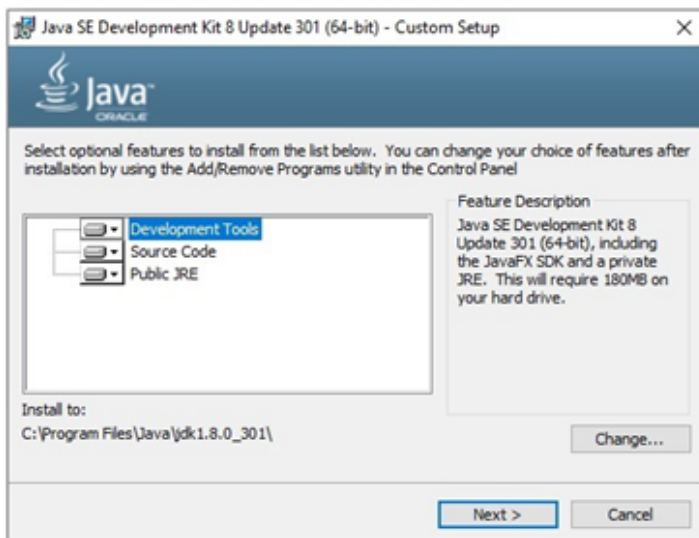 Java SE Development Kit 8 Update 301 (64-bit) - Custom Setup
Java™
ORACLE
Select optional features to install from the list below. You can change your choice of features after
installation by using the Add/Remove Programs utility in the Control Panel
Development Tools
Source Code
Public JRE
Feature Description
Java SE Development Kit 8
Update 301 (64-bit), including
the JavaFX SDK and a private
JRE. This will require 180MB on
your hard drive.
Install to:
C:\Program Files\Java\jdk1.8.0_301\
Change...
Next >
Cancel